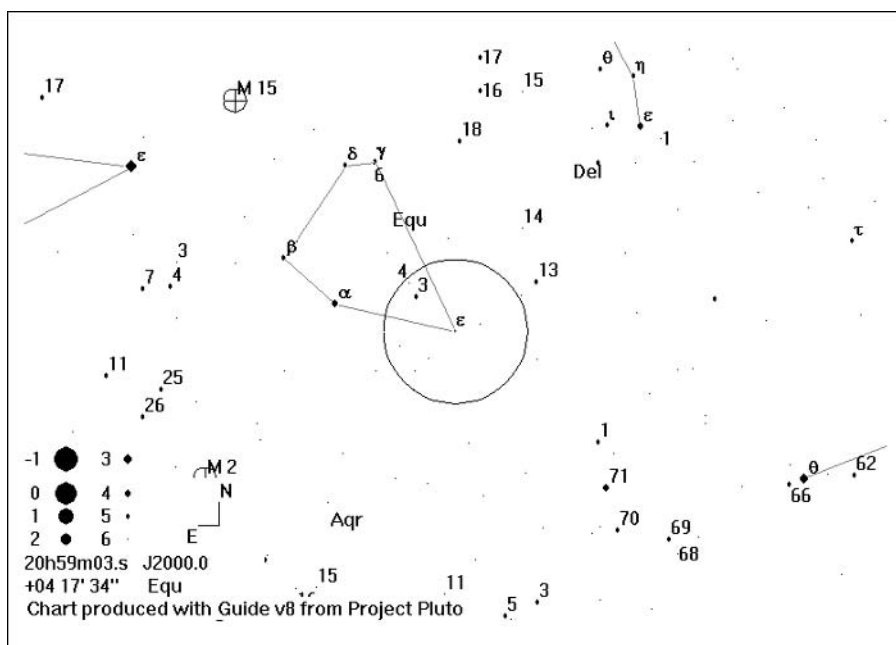 17
θ
η
17
M 15
16
15
ε
ι
1
18
ε
δ
γ
6
Del
Equ
14
τ
β
3
7
4
4
3
13
α
ε
11
25
26
1
-1
3
M 2
θ
62
0
4
N
71
66
1
5
Aqr
70
69
2
6
E
68
20h59m03.s J2000.0
+04 17' 34" Equ
15
11
3
5
Chart produced with Guide v8 from Project Pluto